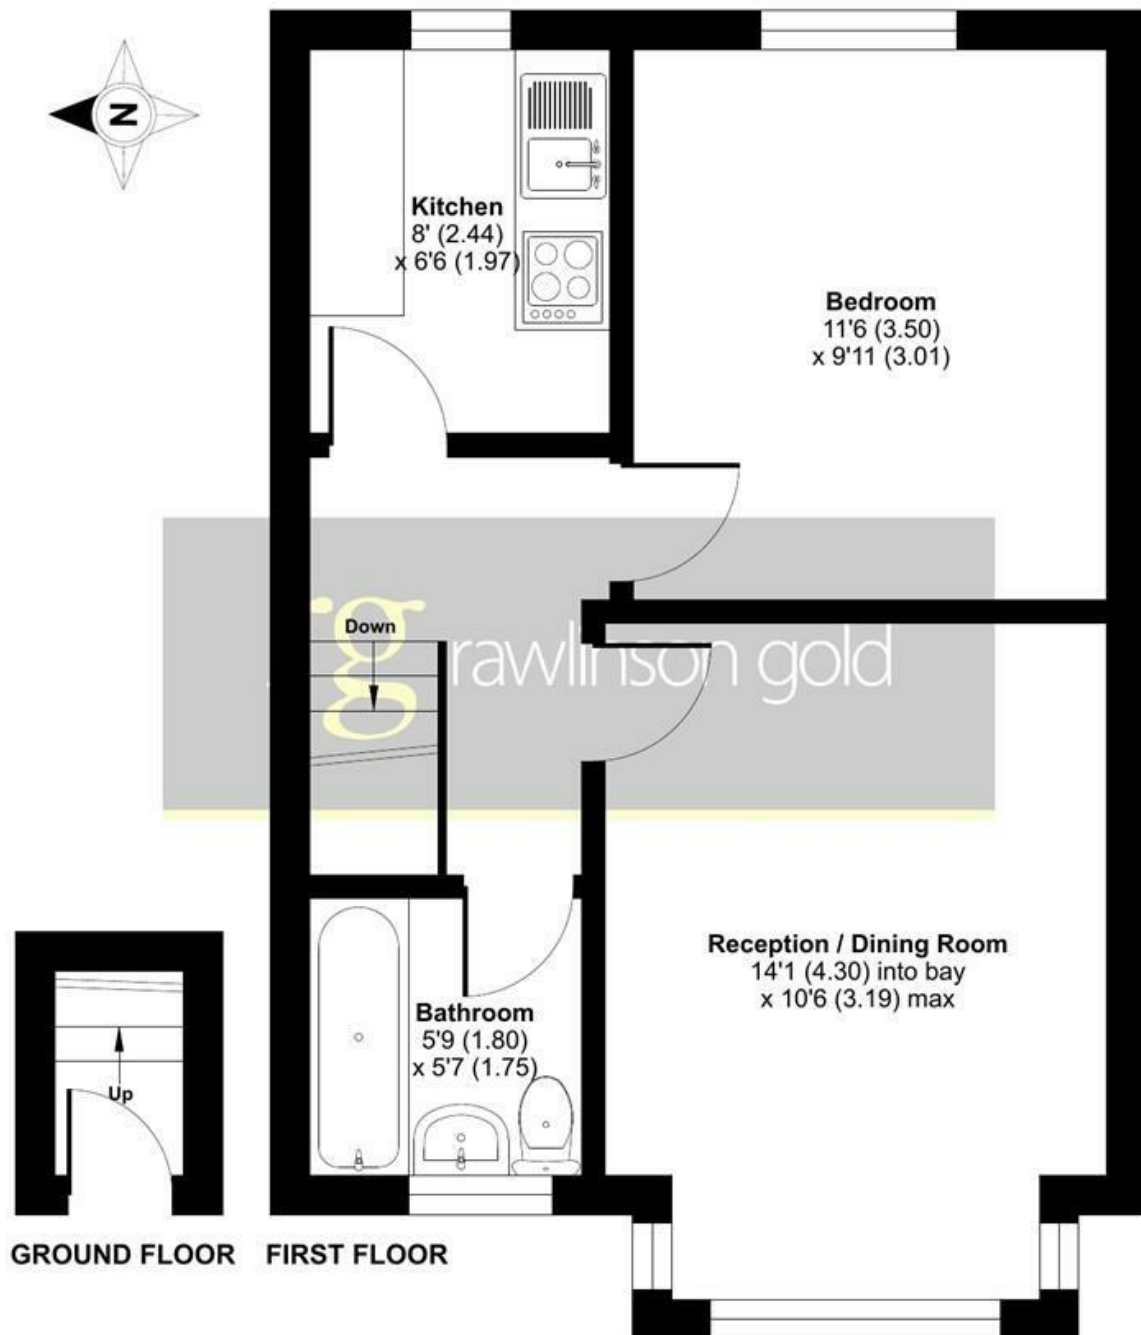 N
Kitchen
8' (2.44)
x 6'6 (1.97)
Bedroom
11'6 (3.50)
x 9'11 (3.01)
Down
rg rawlinson gold
Reception / Dining Room
14'1 (4.30) into bay
x 10'6 (3.19) max
Bathroom
5'9 (1.80)
x 5'7 (1.75)
Up
GROUND FLOOR
FIRST FLOOR